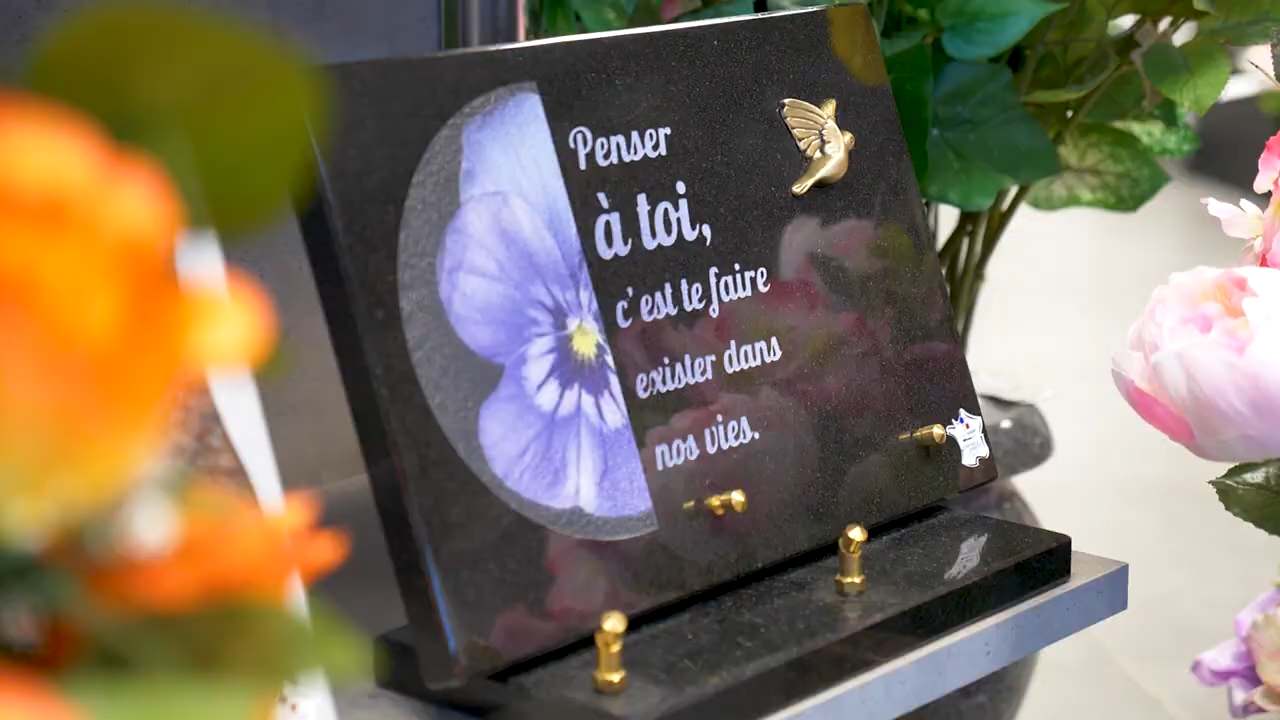 Penser
à toi,
c'est te faire
exister dans
nos vies.